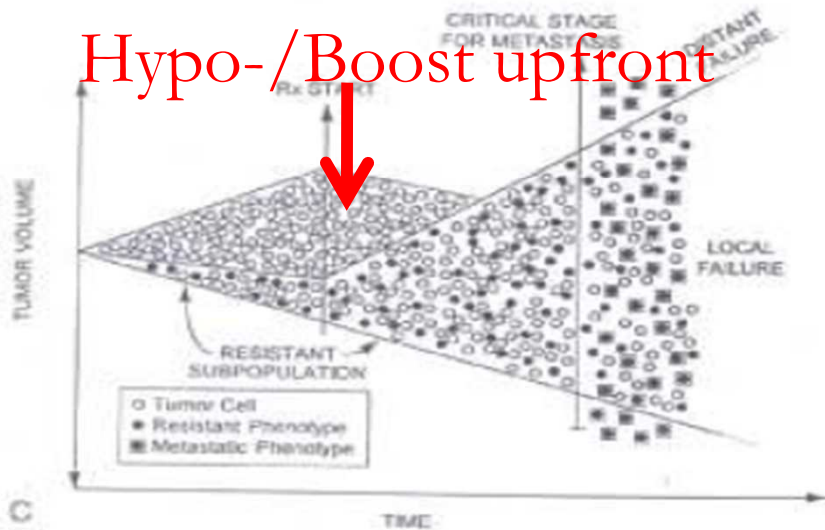 CRITICAL STAGE
FOR METASTASIS
DISTANT
FAILURE
Hypo-/Boost upfront
Rx START
TUMOR VOLUME
LOCAL
FAILURE
RESISTANT
SUBPOPULATION
Tumor Cell
Resistant Phenotype
Metastatic Phenotype
C
TIME